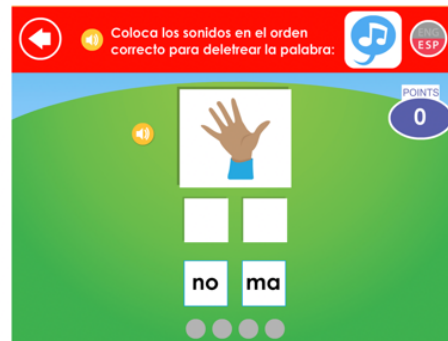 Coloca los sonidos en el orden
correcto para deletrear la palabra:
ENG
ESP
POINTS
0
no ma